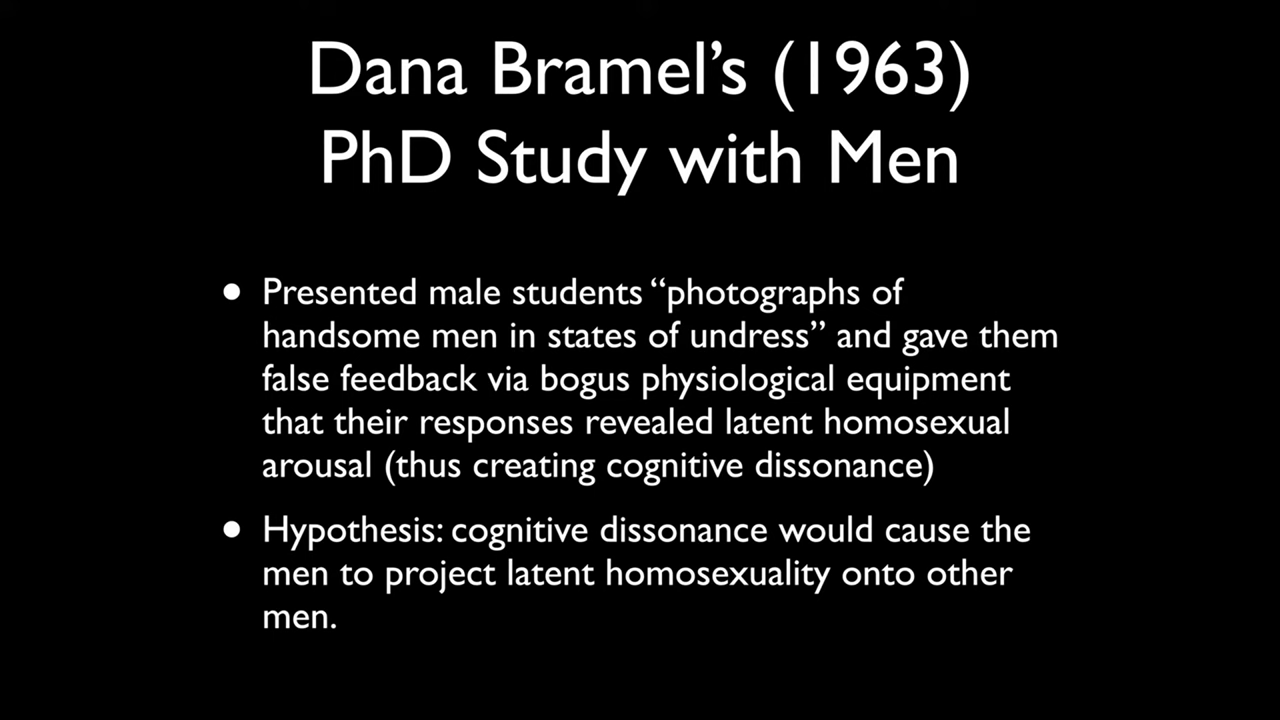 Dana Bramel’s (1963)
PhD Study with Men
• Presented male students “photographs of
handsome men in states of undress” and gave them
false feedback via bogus physiological equipment
that their responses revealed latent homosexual
arousal (thus creating cognitive dissonance)
• Hypothesis: cognitive dissonance would cause the
men to project latent homosexuality onto other
men.